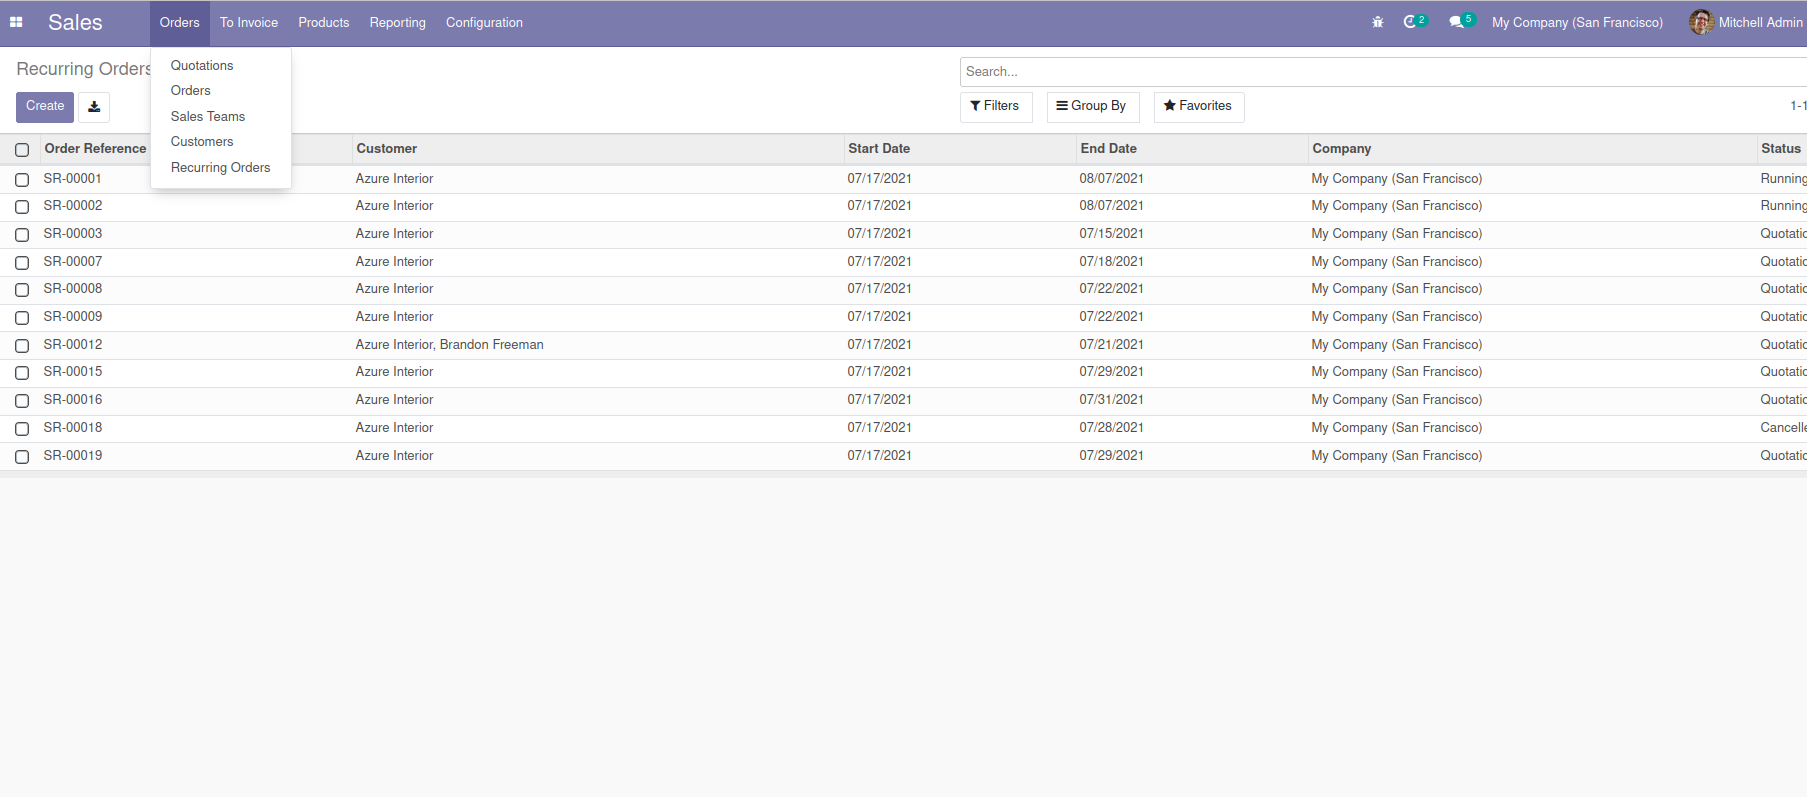 Sales Orders To Invoice Products Reporting Configuration 2 5 My Company (San Francisco) Mitchell Admin
Recurring Orders
Search...
Create Filters Group By Favorites 1-1
Quotations
Orders
Sales Teams
Customers
Recurring Orders
Order Reference Customer Start Date End Date Company Status
SR-00001 Azure Interior 07/17/2021 08/07/2021 My Company (San Francisco) Running
SR-00002 Azure Interior 07/17/2021 08/07/2021 My Company (San Francisco) Running
SR-00003 Azure Interior 07/17/2021 07/15/2021 My Company (San Francisco) Quotatio
SR-00007 Azure Interior 07/17/2021 07/18/2021 My Company (San Francisco) Quotatio
SR-00008 Azure Interior 07/17/2021 07/22/2021 My Company (San Francisco) Quotatio
SR-00009 Azure Interior 07/17/2021 07/22/2021 My Company (San Francisco) Quotatio
SR-00012 Azure Interior, Brandon Freeman 07/17/2021 07/21/2021 My Company (San Francisco) Quotatio
SR-00015 Azure Interior 07/17/2021 07/29/2021 My Company (San Francisco) Quotatio
SR-00016 Azure Interior 07/17/2021 07/31/2021 My Company (San Francisco) Quotatio
SR-00018 Azure Interior 07/17/2021 07/28/2021 My Company (San Francisco) Cancelle
SR-00019 Azure Interior 07/17/2021 07/29/2021 My Company (San Francisco) Quotatio